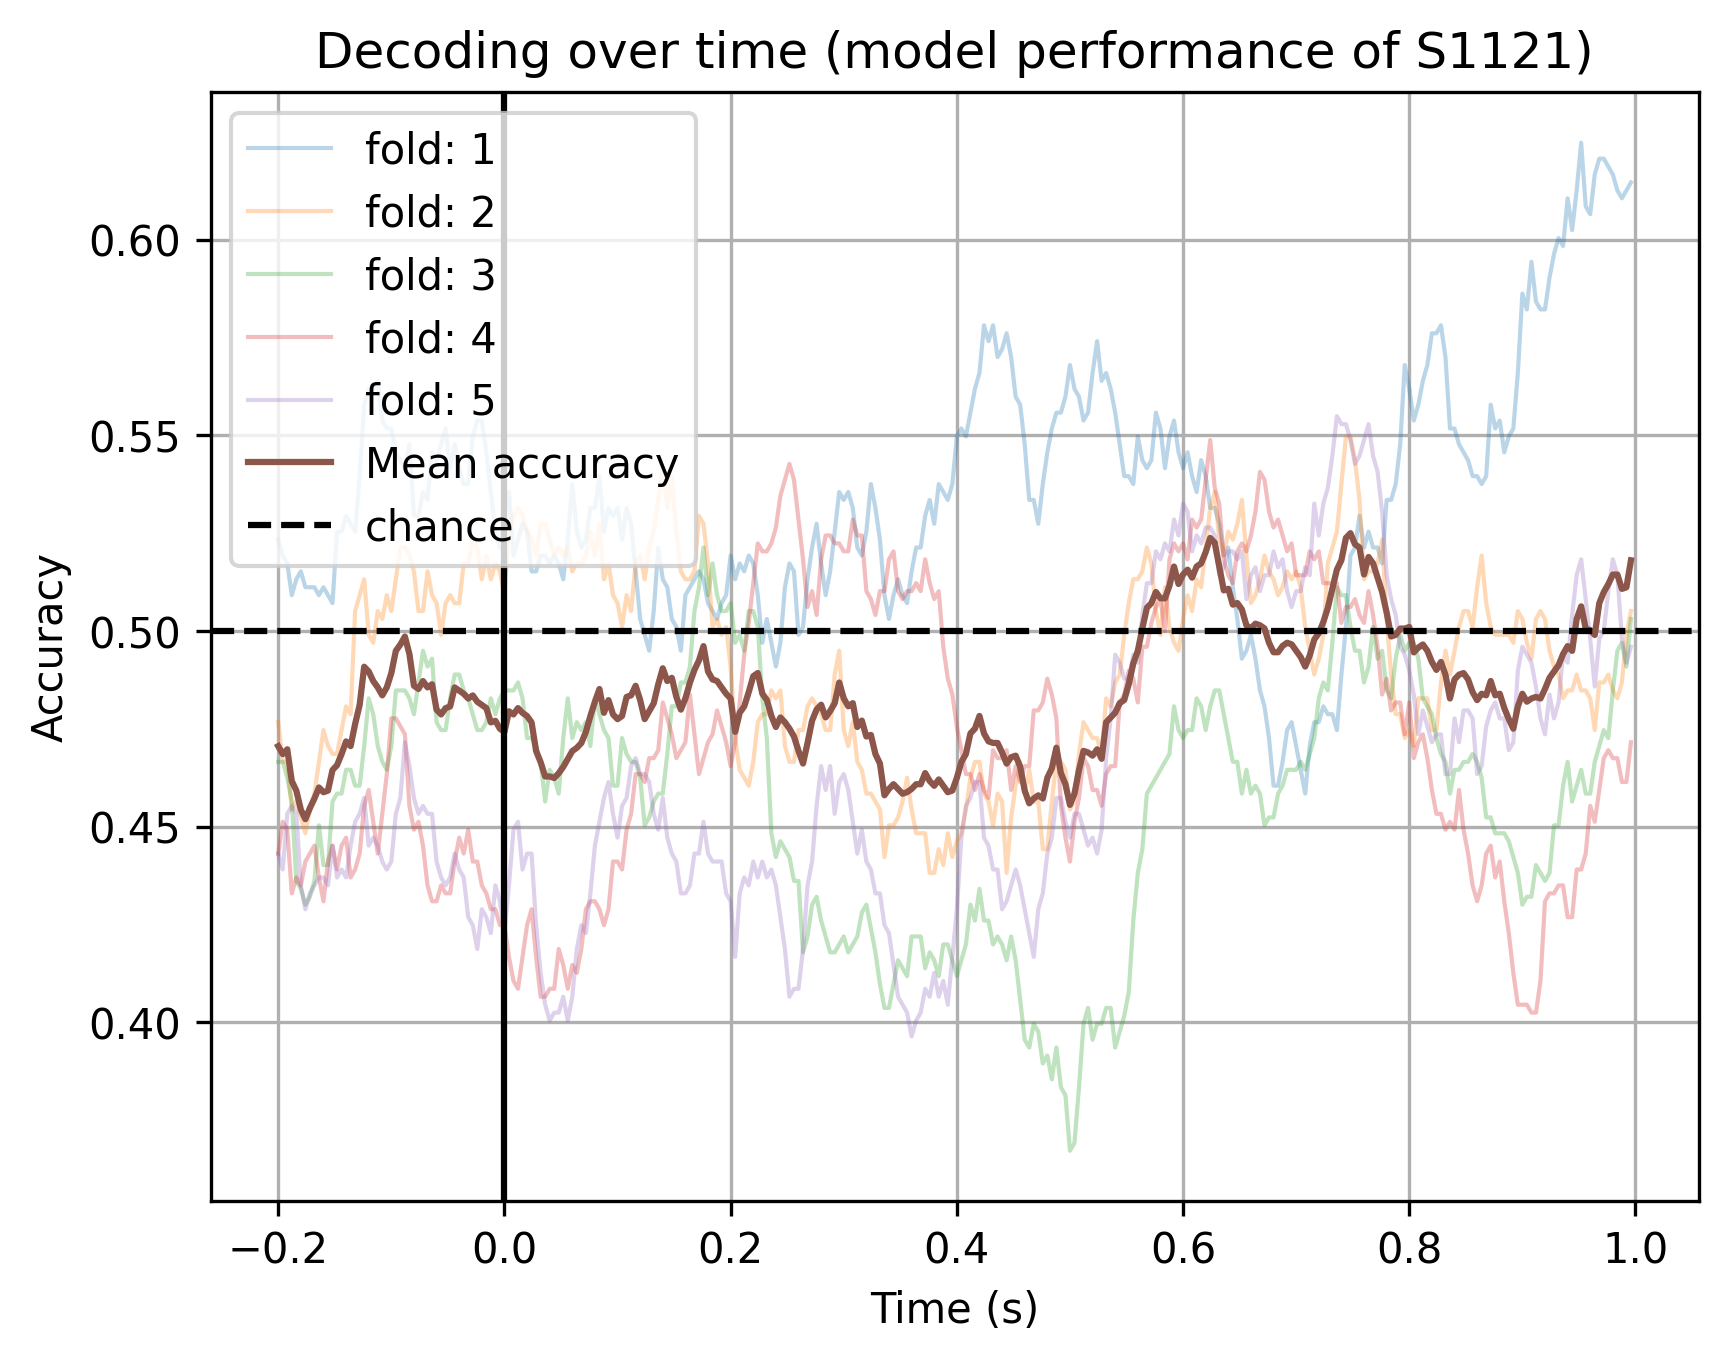 Decoding over time (model performance of S1121)
fold: 1
fold: 2
fold: 3
fold: 4
fold: 5
Mean accuracy
chance
Accuracy
0.60
0.55
0.50
0.45
0.40
−0.2
0.0
0.2
0.4
0.6
0.8
1.0
Time (s)